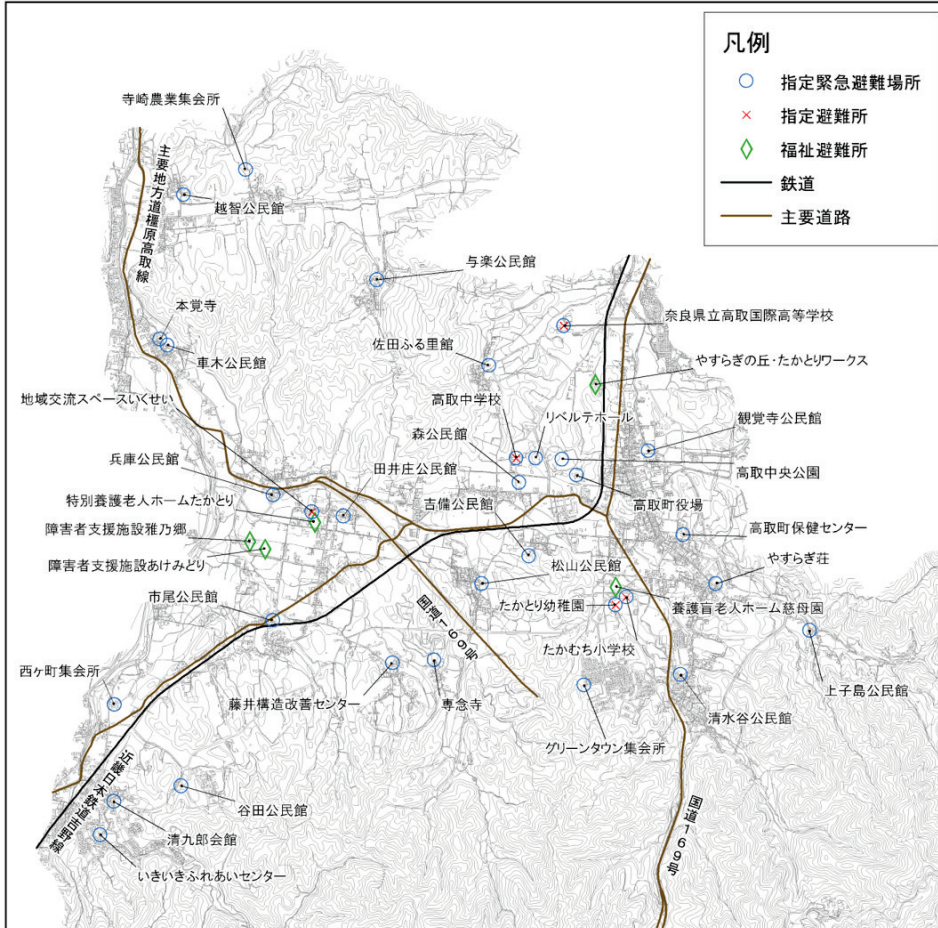 凡例
指定緊急避難場所
指定避難所
福祉避難所
鉄道
主要道路
寺崎農業集会所
主要地方道橿原高取線
越智公民館
与楽公民館
本覚寺
奈良県立高取国際高等学校
車木公民館
佐田ふる里館
やすらぎの丘・たかとりワークス
地域交流スペースいくせい
高取中学校
リベルテホール
観覚寺公民館
森公民館
兵庫公民館
田井庄公民館
高取中央公園
特別養護老人ホームたかとり
吉備公民館
高取町役場
障害者支援施設雅乃郷
高取町保健センター
障害者支援施設あけみどり
松山公民館
やすらぎ荘
市尾公民館
たかとり幼稚園
養護盲老人ホーム慈母園
国道169号
たかむち小学校
西ヶ町集会所
上子島公民館
藤井構造改善センター
専念寺
清水谷公民館
グリーンタウン集会所
近畿日本鉄道吉野線
谷田公民館
国道169号
清九郎会館
いきいきふれあいセンター